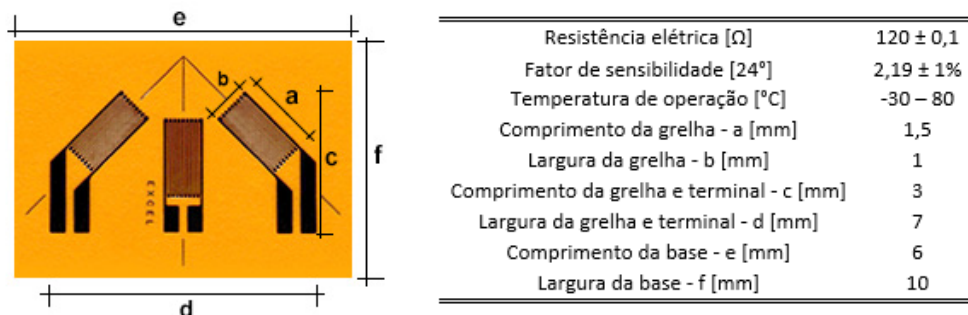 e
b
a
c
f
EXCEL
d
Resistência elétrica [Ω] 120 ± 0,1
Fator de sensibilidade [24º] 2,19 ± 1%
Temperatura de operação [ºC] -30 – 80
Comprimento da grelha - a [mm] 1,5
Largura da grelha - b [mm] 1
Comprimento da grelha e terminal - c [mm] 3
Largura da grelha e terminal - d [mm] 7
Comprimento da base - e [mm] 6
Largura da base - f [mm] 10